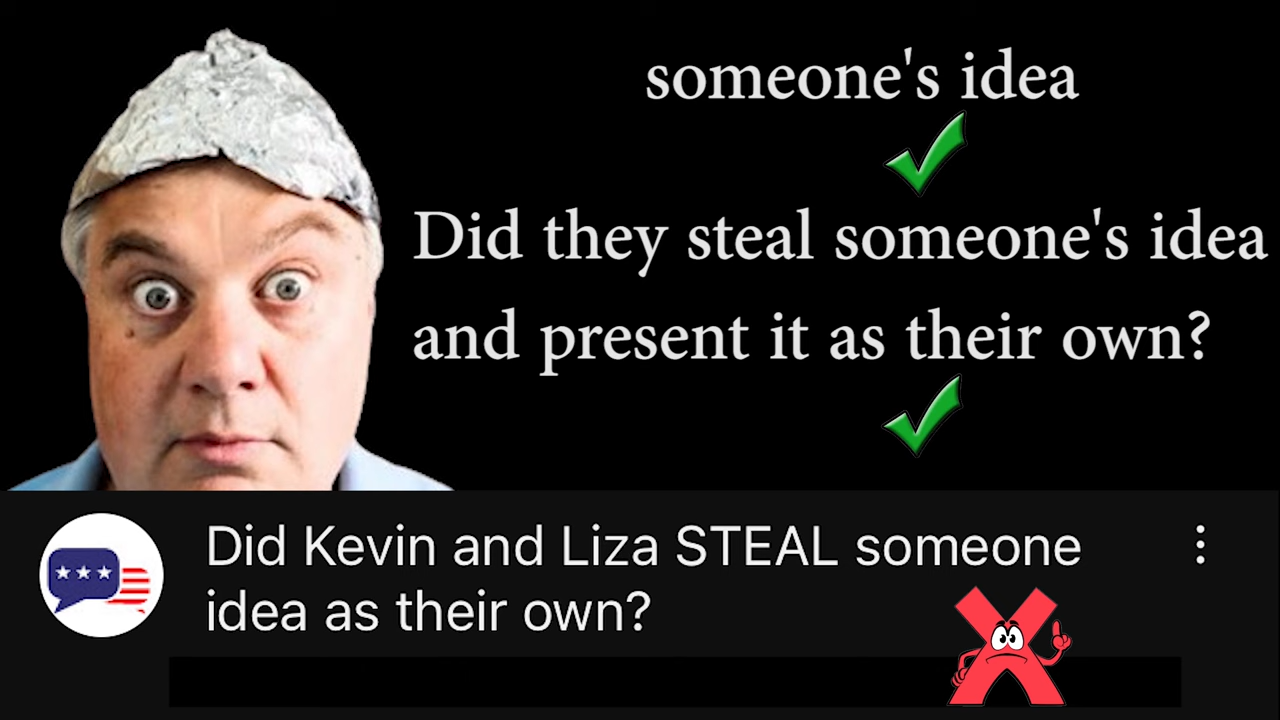 someone's idea
Did they steal someone's idea
and present it as their own?
Did Kevin and Liza STEAL someone
idea as their own?